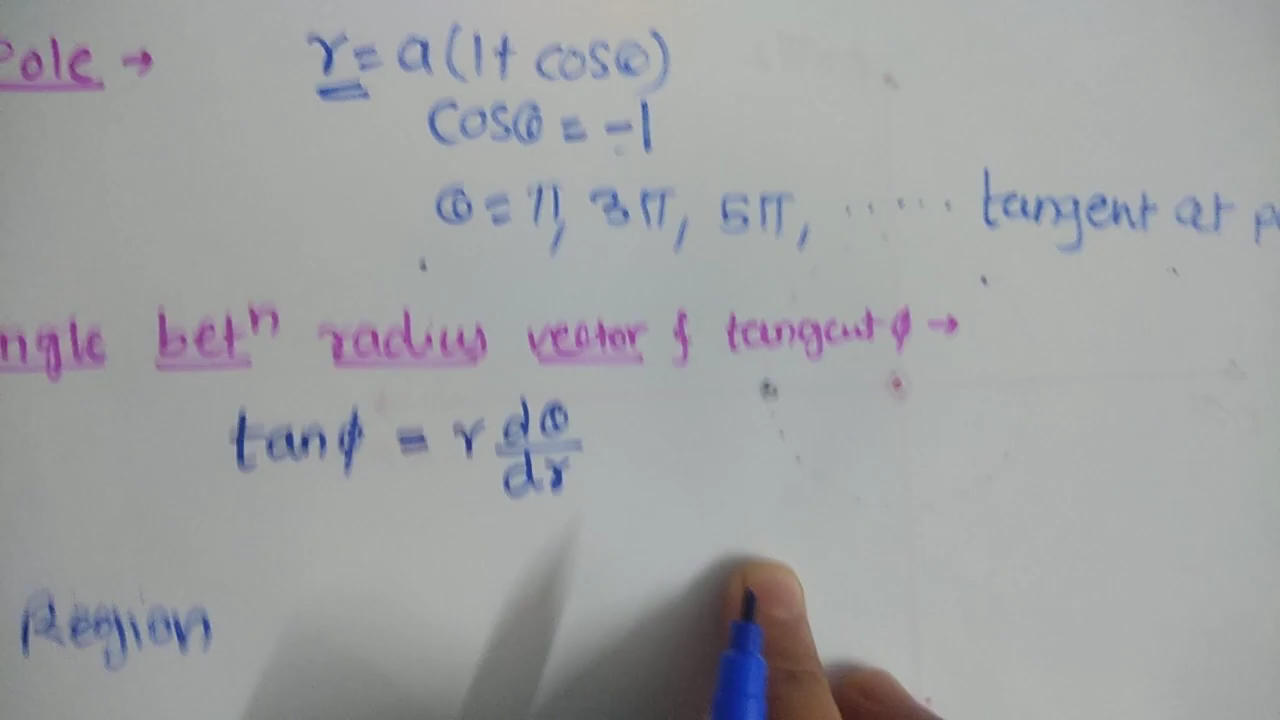 Pole → r = a(1+ cosθ)
cosθ = -1
θ = π, 3π, 5π, ..... tangent at p
ngle betⁿ radius vector & tangent ϕ →
tanϕ = r dθ/dr
Region